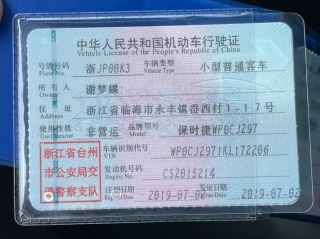 中华人民共和国机动车行驶证
Vehicle License of the People's Republic of China
号牌号码 浙JP00K3 车辆类型 小型普通客车
Plate No. Vehicle Type
所有人 谢梦蝶
Owner
住址 浙江省临海市永丰镇岙西村1-17号
Address
使用性质 非营运 品牌型号 保时捷WP0CJ297
Use Character Model
浙江省台州
市公安局交
通警察支队
车辆识别代号 WP0CJ2971KL172206
VIN
发动机号码 CS2015214
Engine No.
注册日期 2019-07-02 发证日期 2019-07-02